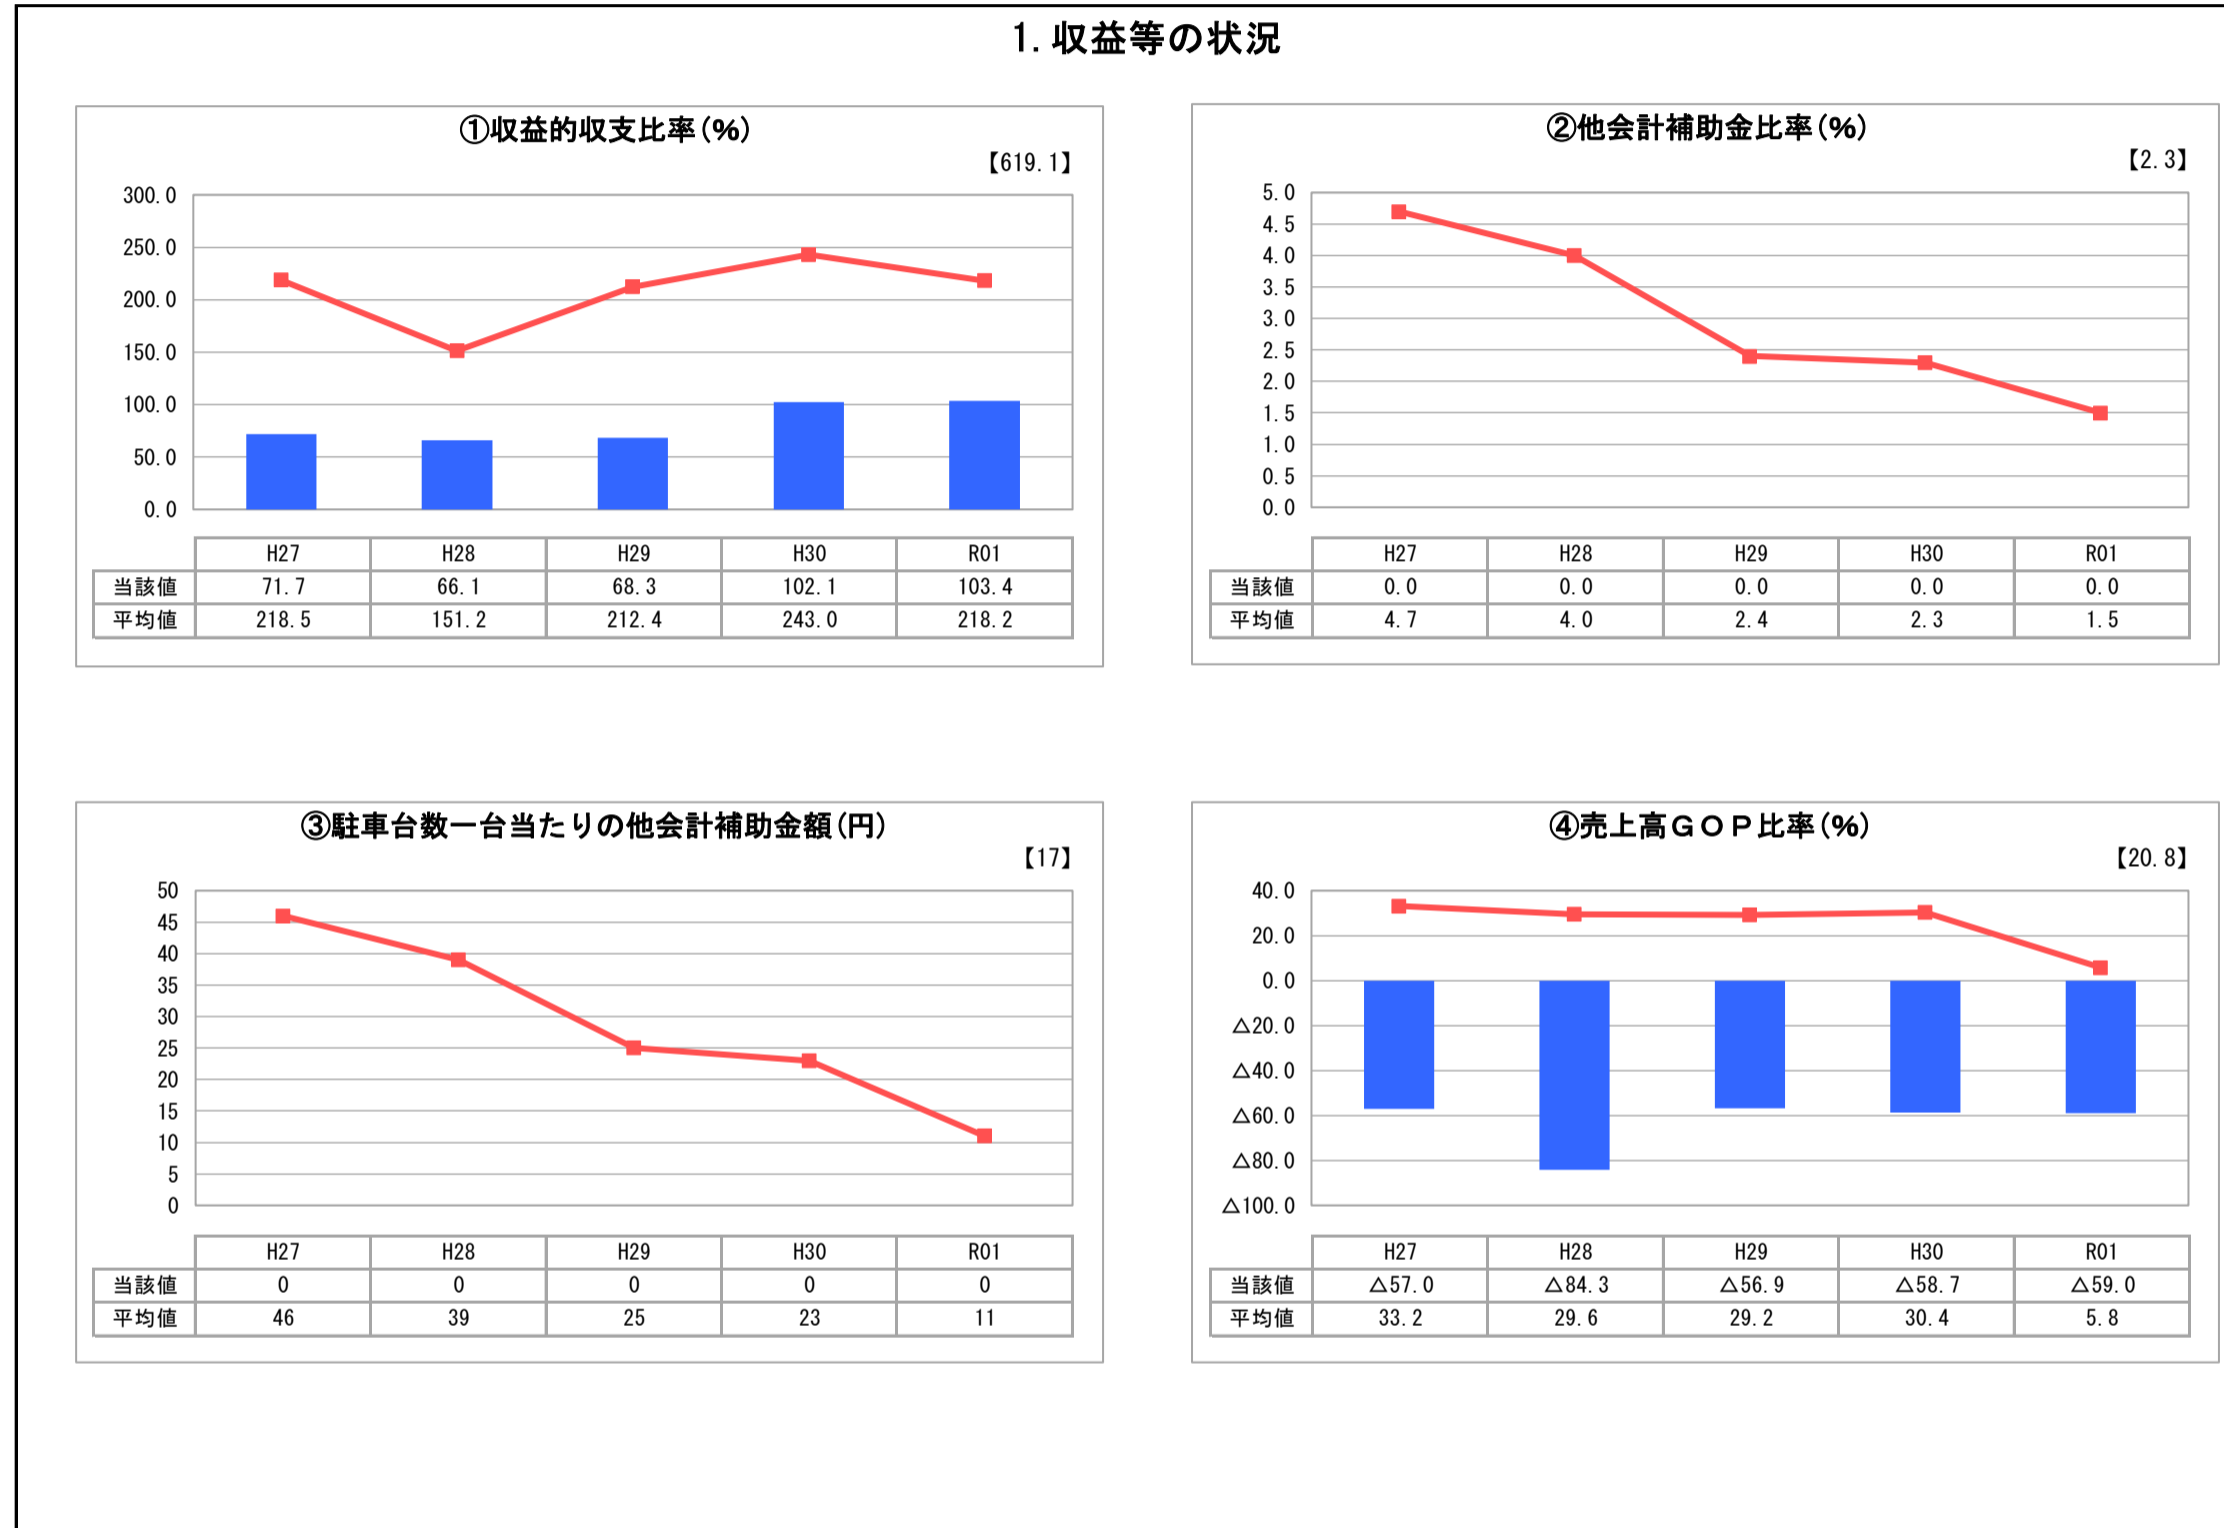 1. 収益等の状況
①収益的収支比率(%)
【619.1】
300.0
250.0
200.0
150.0
100.0
50.0
0.0
H27 H28 H29 H30 R01
当該値 71.7 66.1 68.3 102.1 103.4
平均値 218.5 151.2 212.4 243.0 218.2
②他会計補助金比率(%)
【2.3】
5.0
4.5
4.0
3.5
3.0
2.5
2.0
1.5
1.0
0.5
0.0
H27 H28 H29 H30 R01
当該値 0.0 0.0 0.0 0.0 0.0
平均値 4.7 4.0 2.4 2.3 1.5
③駐車台数一台当たりの他会計補助金額(円)
【17】
50
45
40
35
30
25
20
15
10
5
0
H27 H28 H29 H30 R01
当該値 0 0 0 0 0
平均値 46 39 25 23 11
④売上高GOP比率(%)
【20.8】
40.0
20.0
0.0
△20.0
△40.0
△60.0
△80.0
△100.0
H27 H28 H29 H30 R01
当該値 △57.0 △84.3 △56.9 △58.7 △59.0
平均値 33.2 29.6 29.2 30.4 5.8